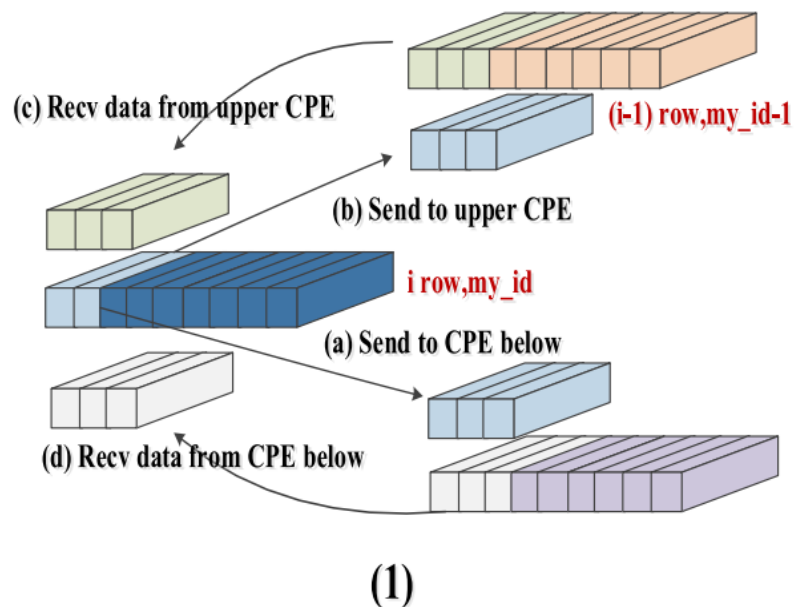 (c) Recv data from upper CPE
(i-1) row,my_id-1
(b) Send to upper CPE
i row,my_id
(a) Send to CPE below
(d) Recv data from CPE below
(1)